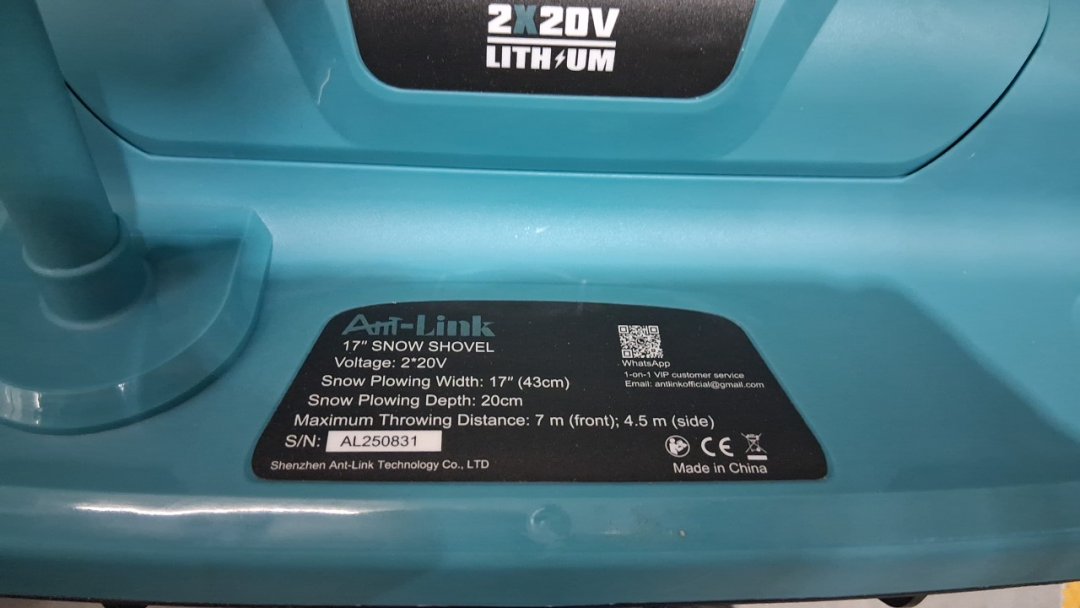 2X20V
LITHIUM
Ant-Link
17" SNOW SHOVEL
Voltage: 2*20V
Snow Plowing Width: 17" (43cm)
Snow Plowing Depth: 20cm
Maximum Throwing Distance: 7 m (front); 4.5 m (side)
S/N: AL250831
Shenzhen Ant-Link Technology Co., LTD
WhatsApp
1-on-1 VIP customer service
Email: antlinkofficial@gmail.com
CE
Made in China